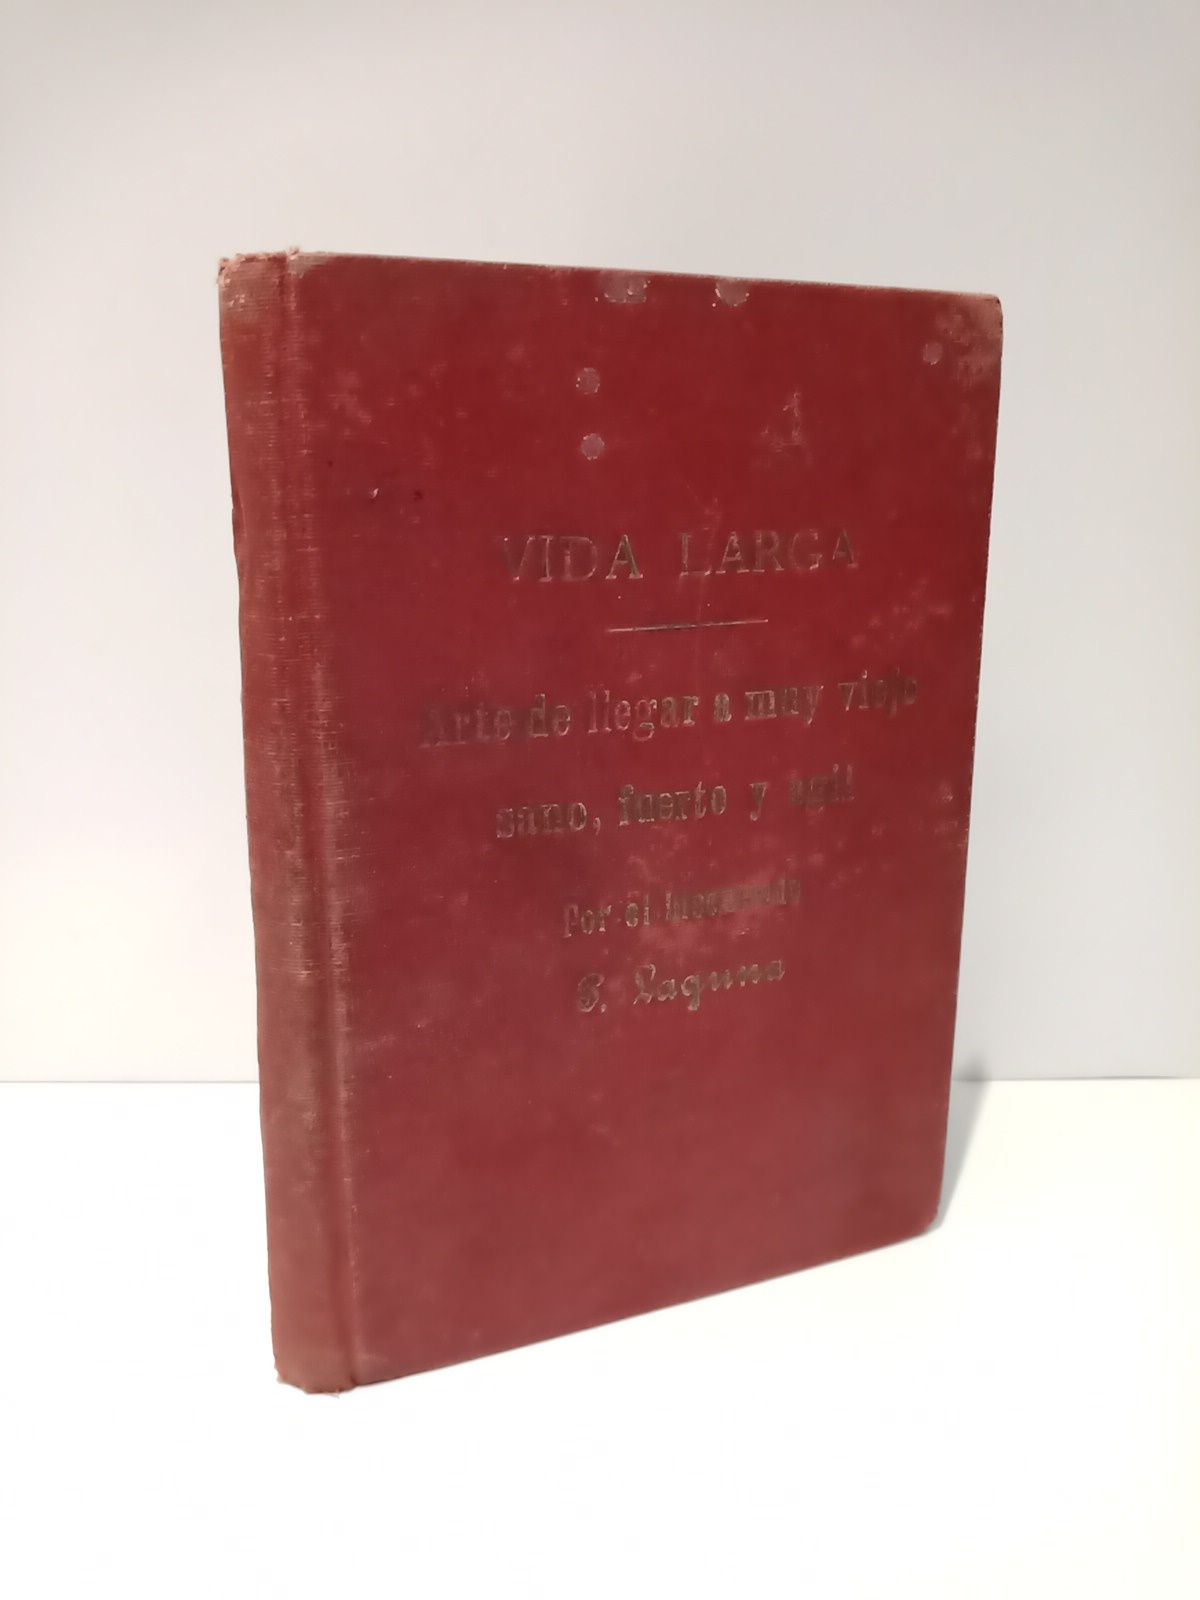 VIDA LARGA
Arte de llegar a muy viejo
sano, fuerte y agil
Por el
Laguna